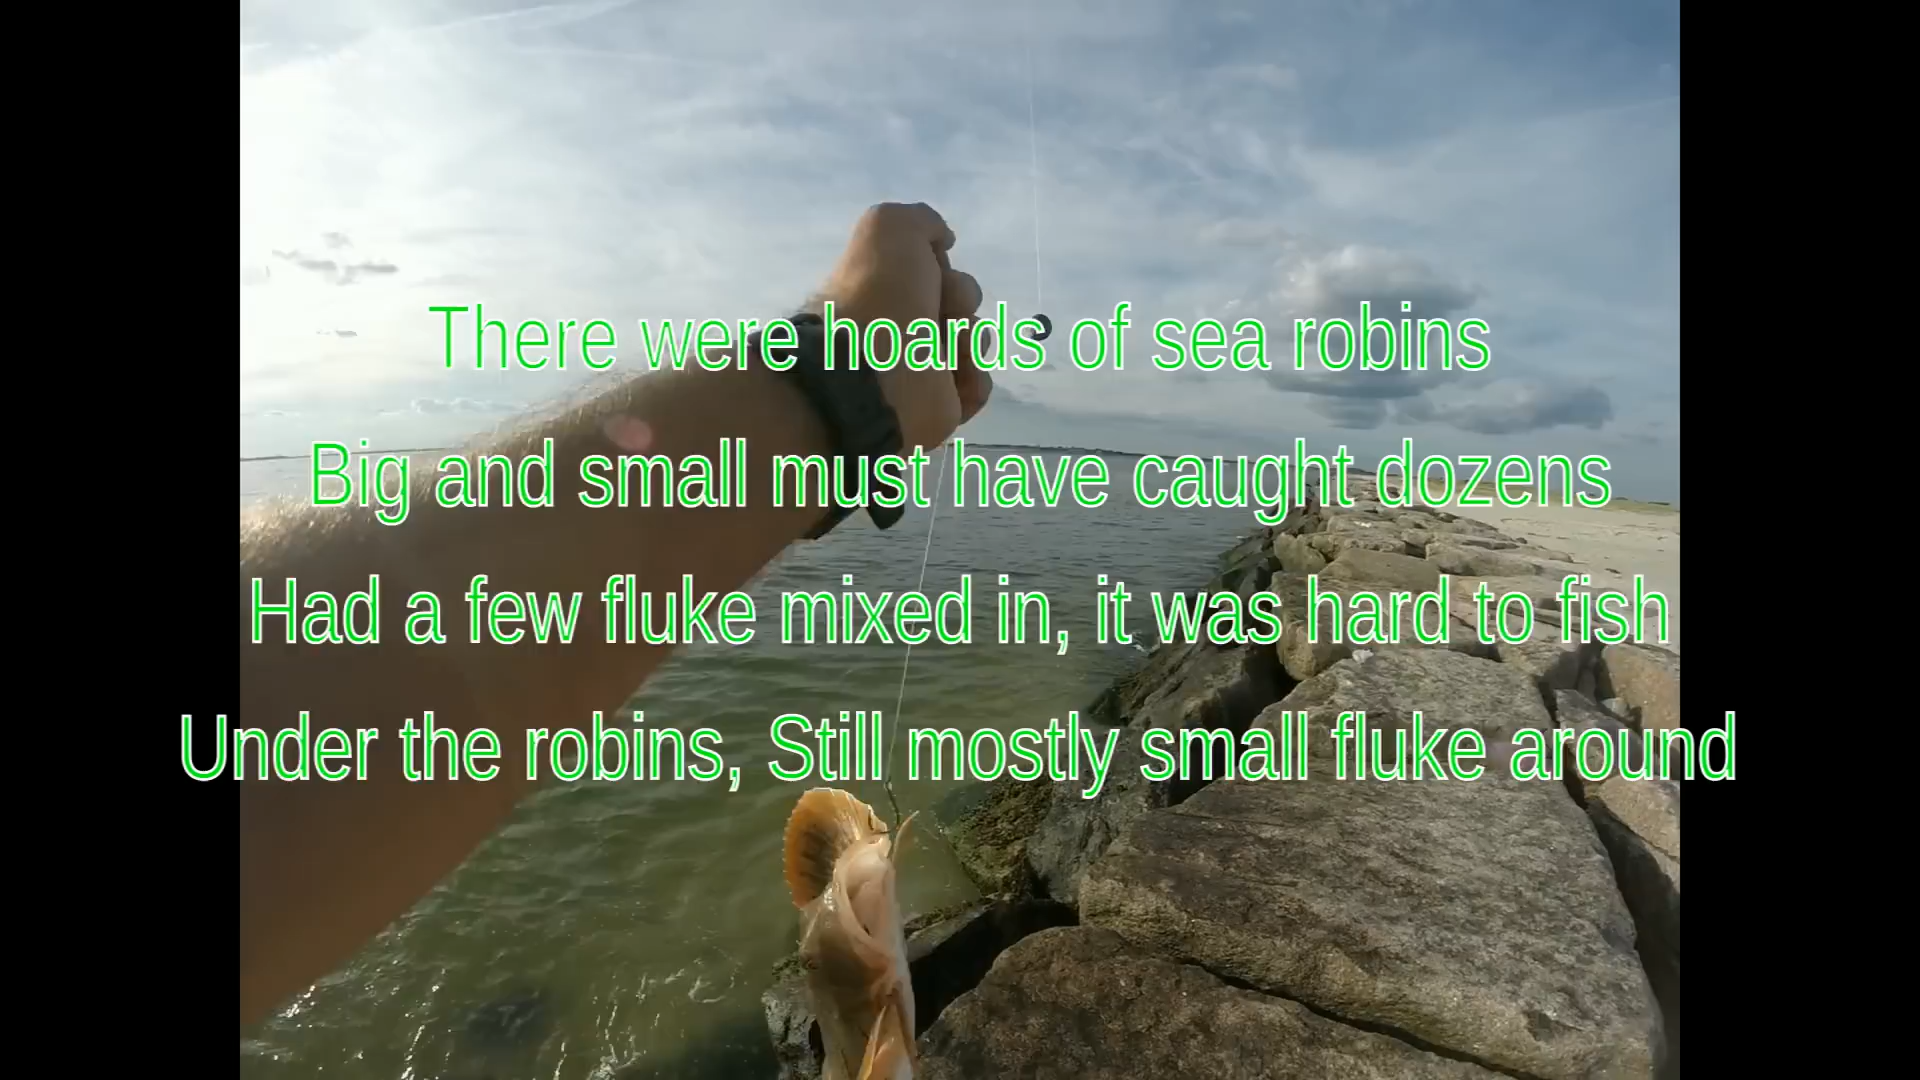 There were hoards of sea robins
Big and small must have caught dozens
Had a few fluke mixed in, it was hard to fish
Under the robins, Still mostly small fluke around